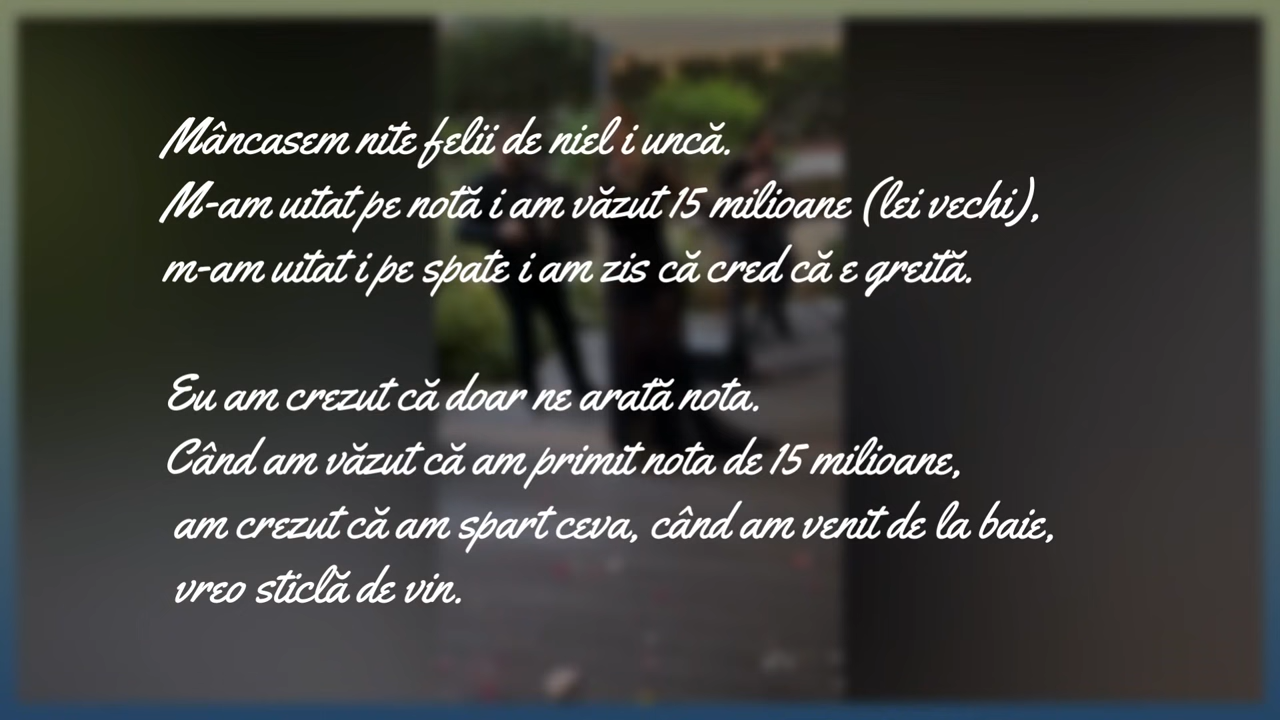 Mâncasem nite felii de niel i uncă.
M-am uitat pe notă i am văzut 15 milioane (lei vechi),
m-am uitat i pe spate i am zis că cred că e greită.
Eu am crezut că doar ne arată nota.
Când am văzut că am primit nota de 15 milioane,
am crezut că am spart ceva, când am venit de la baie,
vreo sticlă de vin.